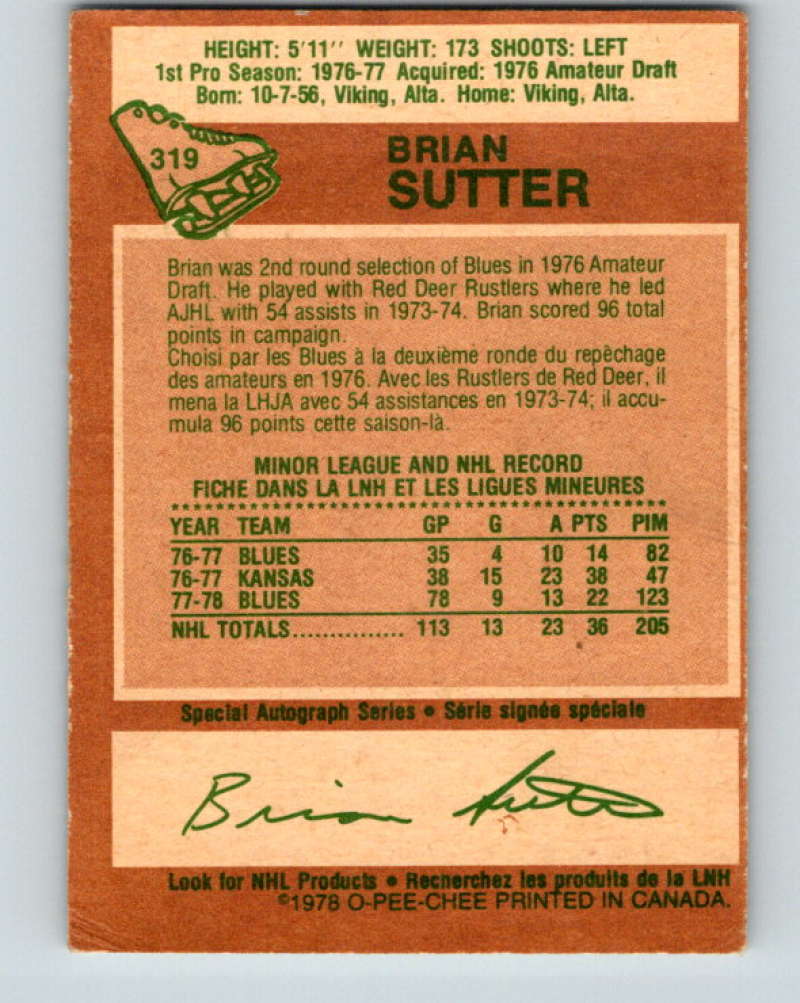 HEIGHT: 5'11'' WEIGHT: 173 SHOOTS: LEFT
1st Pro Season: 1976-77 Acquired: 1976 Amateur Draft
Born: 10-7-56, Viking, Alta. Home: Viking, Alta.
319
BRIAN
SUTTER
Brian was 2nd round selection of Blues in 1976 Amateur
Draft. He played with Red Deer Rustlers where he led
AJHL with 54 assists in 1973-74. Brian scored 96 total
points in campaign.
Choisi par les Blues à la deuxième ronde du repêchage
des amateurs en 1976. Avec les Rustlers de Red Deer, il
mena la LHJA avec 54 assistances en 1973-74; il accu-
mula 96 points cette saison-là.
MINOR LEAGUE AND NHL RECORD
FICHE DANS LA LNH ET LES LIGUES MINEURES
YEAR TEAM GP G A PTS PIM
76-77 BLUES 35 4 10 14 82
76-77 KANSAS 38 15 23 38 47
77-78 BLUES 78 9 13 22 123
NHL TOTALS................ 113 13 23 36 205
Special Autograph Series • Série signée spéciale
Brian Sutter
Look for NHL Products • Recherchez les produits de la LNH
©1978 O-PEE-CHEE PRINTED IN CANADA.